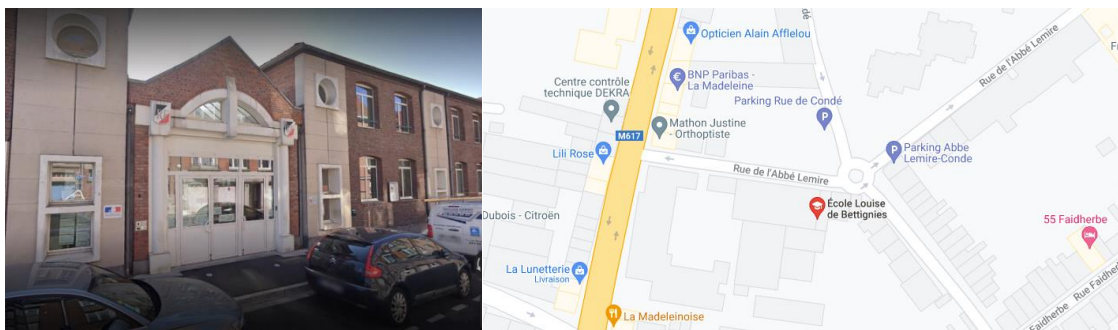 Opticien Alain Afflelou
Rue de l'Abbé Lemire
Centre contrôle
technique DEKRA
BNP Paribas -
La Madeleine
Parking Rue de Condé
Mathon Justine
- Orthoptiste
M617
Parking Abbe
Lemire-Conde
Lili Rose
Rue de l'Abbé Lemire
École Louise
de Bettignies
Dubois - Citroën
55 Faidherbe
La Lunetterie
Livraison
La Madeleinoise
Rue Faidherbe
Faidherbe